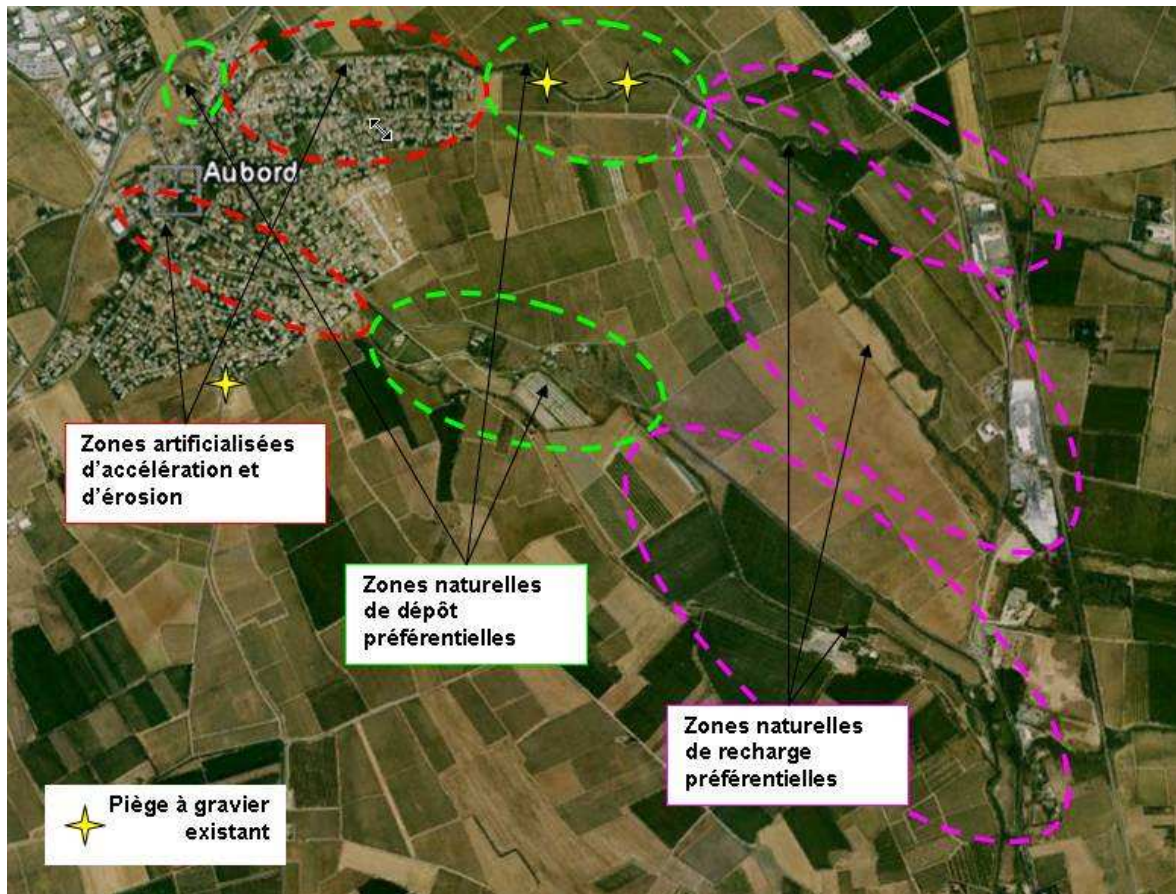 Aubord
Zones artificialisées
d'accélération et
d'érosion
Zones naturelles
de dépôt
préférentielles
Zones naturelles
de recharge
préférentielles
Piège à gravier
existant